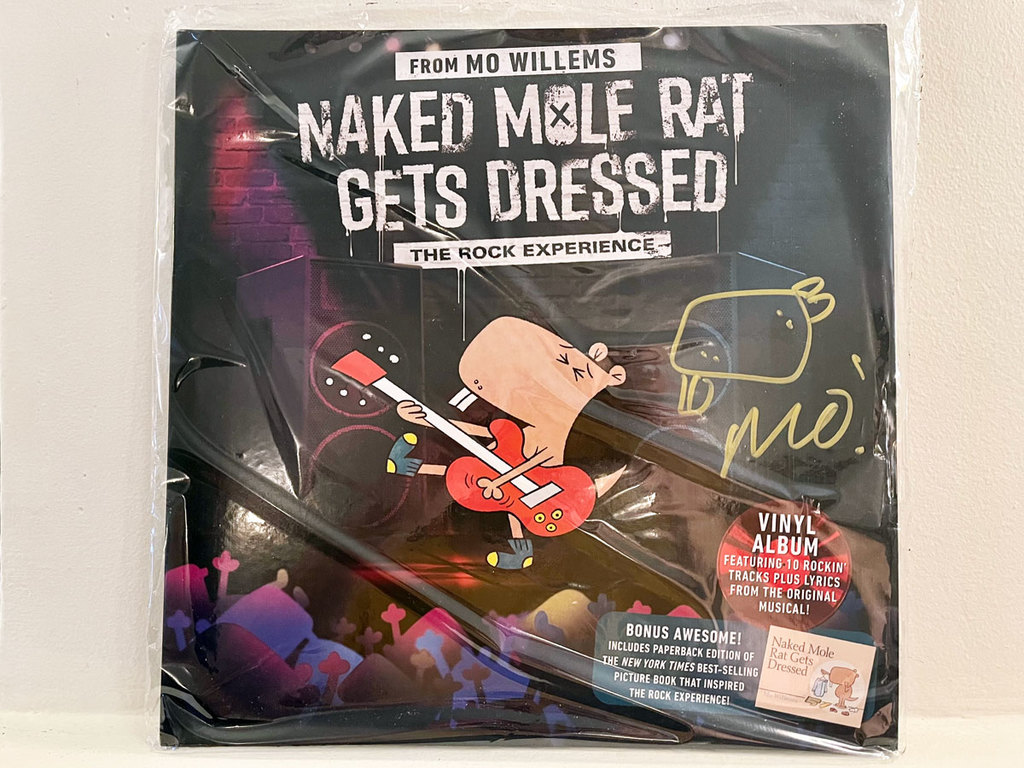 FROM MO WILLEMS
NAKED MOLE RAT
GETS DRESSED
THE ROCK EXPERIENCE
MO!
VINYL
ALBUM
FEATURING 10 ROCKIN'
TRACKS PLUS LYRICS
FROM THE ORIGINAL
MUSICAL!
BONUS AWESOME!
INCLUDES PAPERBACK EDITION OF
THE NEW YORK TIMES BEST-SELLING
PICTURE BOOK THAT INSPIRED
THE ROCK EXPERIENCE!
Naked Mole
Rat Gets
Dressed